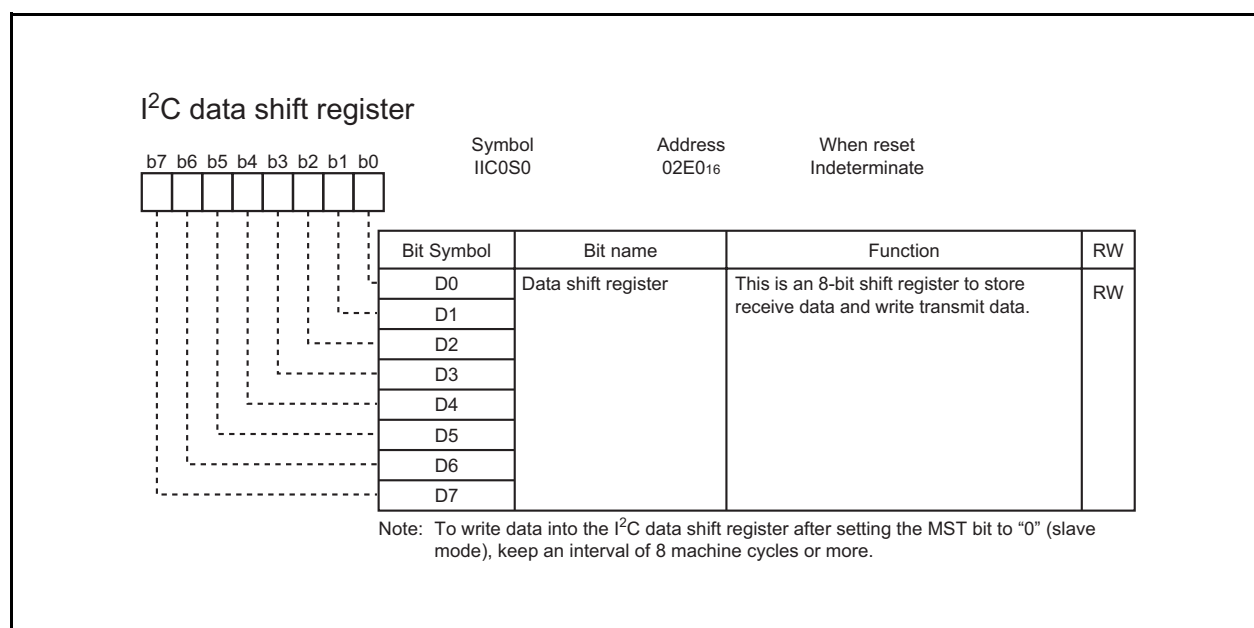 I²C data shift register
Symbol Address When reset
b7 b6 b5 b4 b3 b2 b1 b0
IIC0S0 02E0₁₆ Indeterminate
Bit Symbol Bit name Function RW
D0 Data shift register This is an 8-bit shift register to store RW
receive data and write transmit data.
D1
D2
D3
D4
D5
D6
D7
Note: To write data into the I²C data shift register after setting the MST bit to “0” (slave
mode), keep an interval of 8 machine cycles or more.